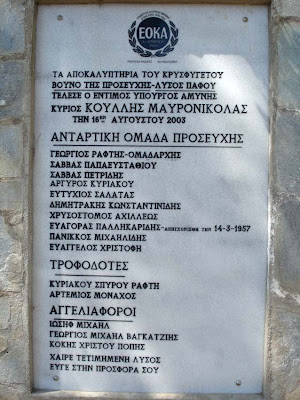 ΕΟΚΑ
ΤΑ ΑΠΟΚΑΛΥΠΤΗΡΙΑ ΤΟΥ ΚΡΥΣΦΥΓΕΤΟΥ
ΒΟΥΝΟ ΤΗΣ ΠΡΟΣΕΥΧΗΣ-ΛΥΣΟΣ ΠΑΦΟΥ
ΤΕΛΕΣΕ Ο ΕΝΤΙΜΟΣ ΥΠΟΥΡΓΟΣ ΑΜΥΝΗΣ
ΚΥΡΙΟΣ ΚΟΥΛΛΗΣ ΜΑΥΡΟΝΙΚΟΛΑΣ
ΤΗΝ 16ην ΑΥΓΟΥΣΤΟΥ 2003
ΑΝΤΑΡΤΙΚΗ ΟΜΑΔΑ ΠΡΟΣΕΥΧΗΣ
ΓΕΩΡΓΙΟΣ ΡΑΦΤΗΣ-ΟΜΑΔΑΡΧΗΣ
ΣΑΒΒΑΣ ΠΑΠΑΕΥΣΤΑΘΙΟΥ
ΣΑΒΒΑΣ ΠΕΤΡΙΔΗΣ
ΑΡΓΥΡΟΣ ΚΥΡΙΑΚΟΥ
ΕΥΤΥΧΙΟΣ ΣΑΛΑΤΑΣ
ΔΗΜΗΤΡΑΚΗΣ ΚΩΝΣΤΑΝΤΙΝΙΔΗΣ
ΧΡΥΣΟΣΤΟΜΟΣ ΑΧΙΛΛΕΩΣ
ΕΥΑΓΟΡΑΣ ΠΑΛΛΗΚΑΡΙΔΗΣ-ΑΠΑΓΧΟΝΙΣΘΗ ΤΗΝ 14-3-1957
ΠΑΝΙΚΚΟΣ ΜΙΧΑΗΛΙΔΗΣ
ΕΥΑΓΓΕΛΟΣ ΧΡΙΣΤΟΦΗ
ΤΡΟΦΟΔΟΤΕΣ
ΚΥΡΙΑΚΟΥ ΣΠΥΡΟΥ ΡΑΦΤΗ
ΑΡΤΕΜΙΟΣ ΜΟΝΑΧΟΣ
ΑΓΓΕΛΙΑΦΟΡΟΙ
ΙΩΣΗΦ ΜΙΧΑΗΛ
ΓΕΩΡΓΙΟΣ ΜΙΧΑΗΛ ΒΑΓΚΑΤΖΗΣ
ΚΟΚΗΣ ΧΡΙΣΤΟΥ ΠΟΠΗΣ
ΧΑΙΡΕ ΤΕΤΙΜΗΜΕΝΗ ΛΥΣΟΣ
ΕΥΓΕ ΣΤΗΝ ΠΡΟΣΦΟΡΑ ΣΟΥ